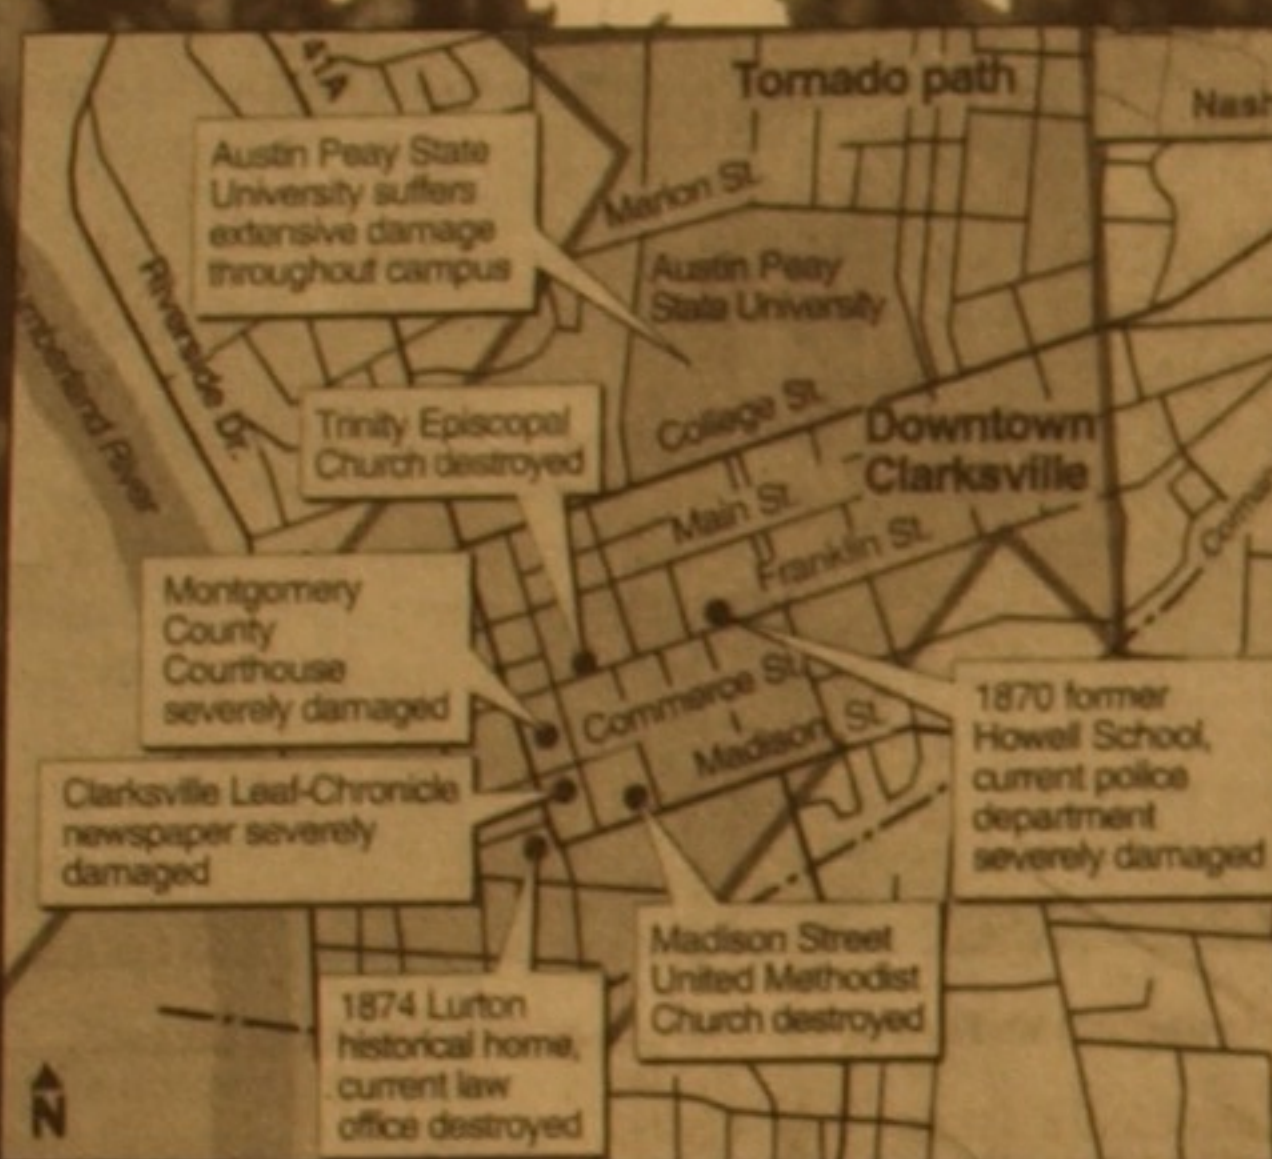 41A
Tornado path
Nash
Austin Peay State
University suffers
extensive damage
throughout campus
Marion St.
Austin Peay
State University
Riverside Dr.
mberland River
College St.
Trinity Episcopal
Church destroyed
Downtown
Clarksville
Main St.
Franklin St.
Montgomery
County
Courthouse
severely damaged
Commerce St.
Madison St.
1870 former
Howell School,
current police
department
severely damaged
Clarksville Leaf-Chronicle
newspaper severely
damaged
Madison Street
United Methodist
Church destroyed
1874 Lurton
historical home,
current law
office destroyed
N